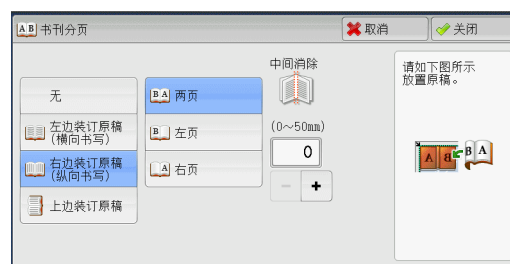 AB 书刊分页
取消
关闭
无
左边装订原稿
(横向书写)
右边装订原稿
(纵向书写)
上边装订原稿
BA 两页
B 左页
A 右页
中间消除
(0～50mm)
0
－ +
请如下图所示
放置原稿。
A B B A